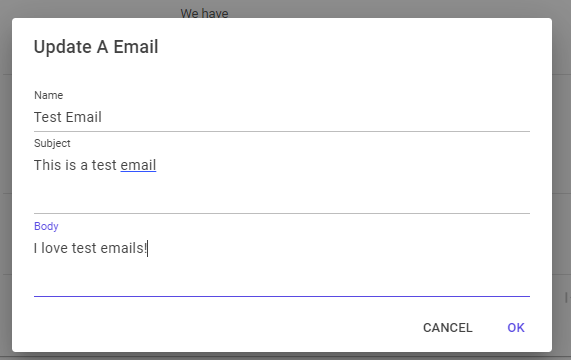 We have
Update A Email
Name
Test Email
Subject
This is a test email
Body
I love test emails!
CANCEL OK